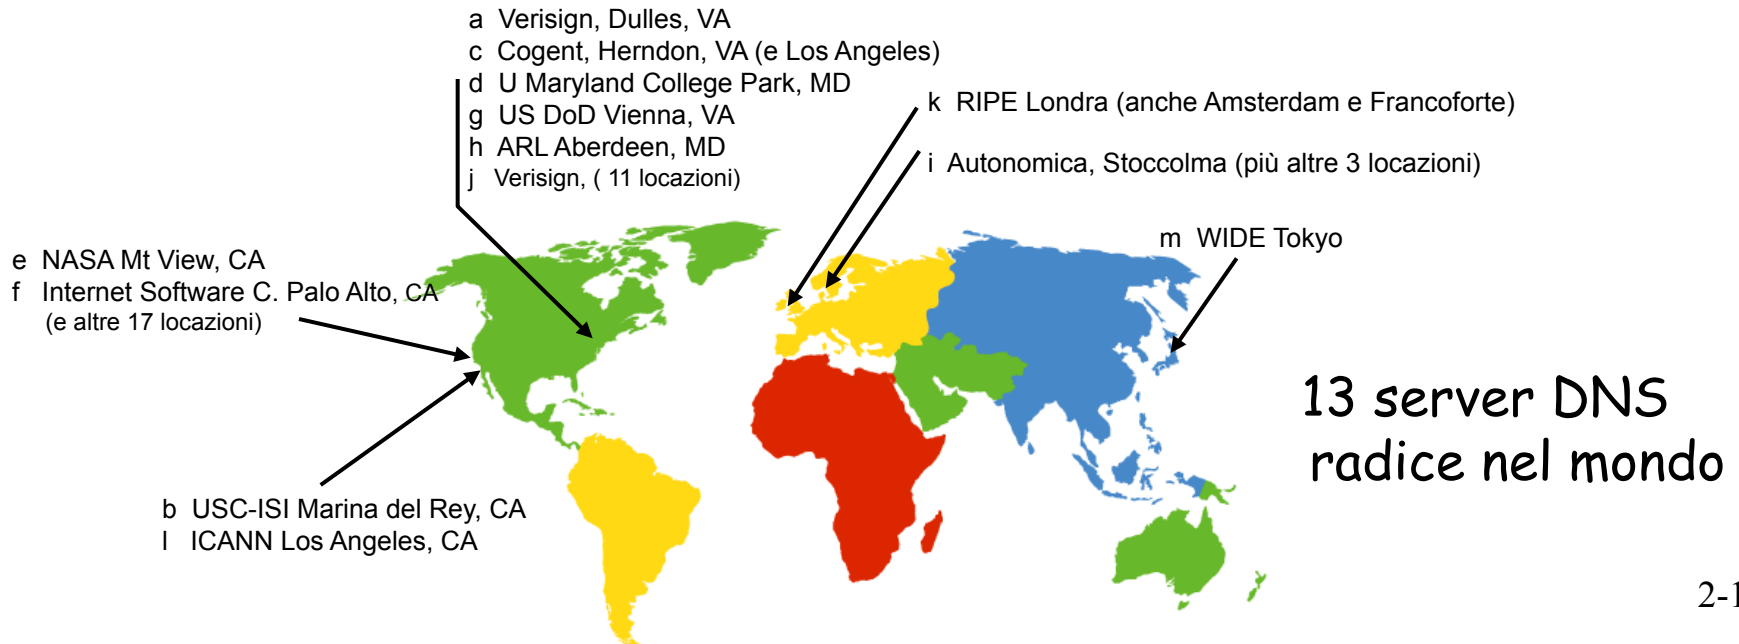 a Verisign, Dulles, VA
c Cogent, Herndon, VA (e Los Angeles)
d U Maryland College Park, MD
g US DoD Vienna, VA
h ARL Aberdeen, MD
j Verisign, ( 11 locazioni)
k RIPE Londra (anche Amsterdam e Francoforte)
i Autonomica, Stoccolma (più altre 3 locazioni)
m WIDE Tokyo
e NASA Mt View, CA
f Internet Software C. Palo Alto, CA
(e altre 17 locazioni)
13 server DNS
radice nel mondo
b USC-ISI Marina del Rey, CA
l ICANN Los Angeles, CA
2-1